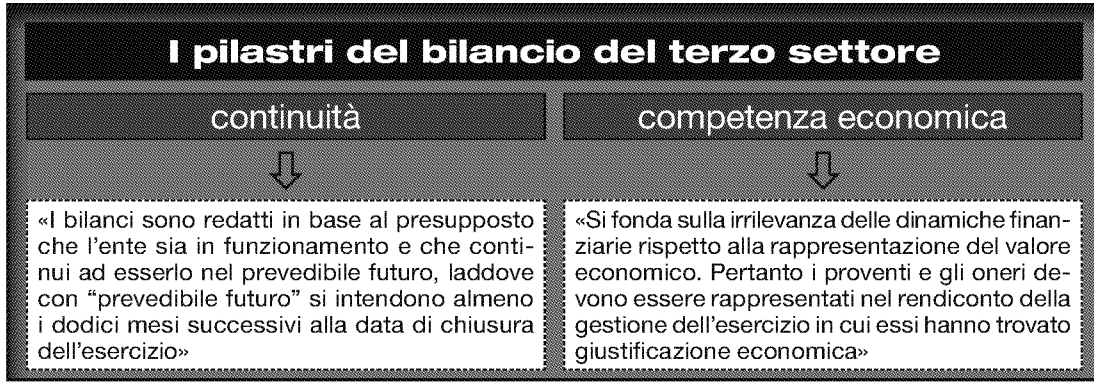 I pilastri del bilancio del terzo settore
continuità
«I bilanci sono redatti in base al presupposto
che l'ente sia in funzionamento e che conti-
nui ad esserlo nel prevedibile futuro, laddove
con "prevedibile futuro" si intendono almeno
i dodici mesi successivi alla data di chiusura
dell'esercizio»
competenza economica
«Si fonda sulla irrilevanza delle dinamiche finan-
ziarie rispetto alla rappresentazione del valore
economico. Pertanto i proventi e gli oneri de-
vono essere rappresentati nel rendiconto della
gestione dell'esercizio in cui essi hanno trovato
giustificazione economica»